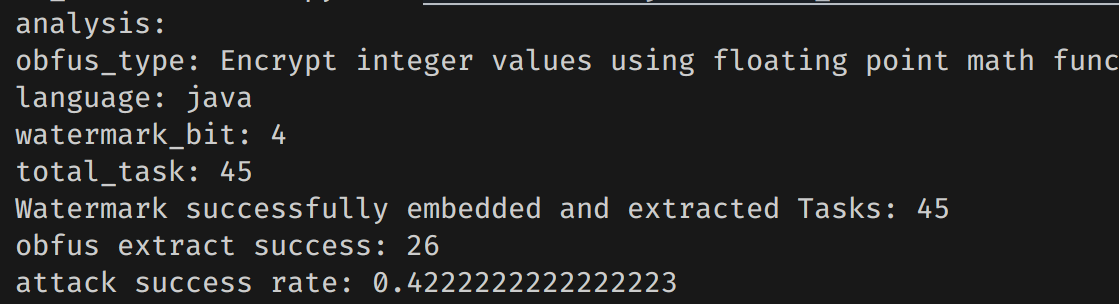 analysis:
obfus_type: Encrypt integer values using floating point math func
language: java
watermark_bit: 4
total_task: 45
Watermark successfully embedded and extracted Tasks: 45
obfus extract success: 26
attack success rate: 0.4222222222222223